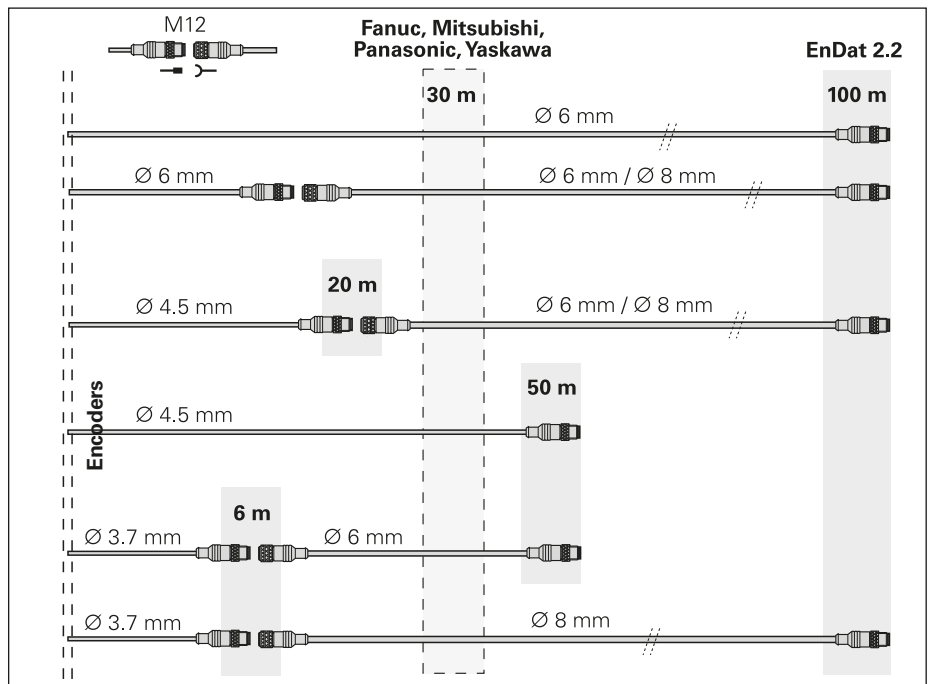 M12
Fanuc, Mitsubishi,
Panasonic, Yaskawa
EnDat 2.2
30 m
100 m
Ø 6 mm
Ø 6 mm
Ø 6 mm / Ø 8 mm
20 m
Ø 4.5 mm
Ø 6 mm / Ø 8 mm
Encoders
50 m
Ø 4.5 mm
6 m
Ø 3.7 mm
Ø 6 mm
Ø 3.7 mm
Ø 8 mm